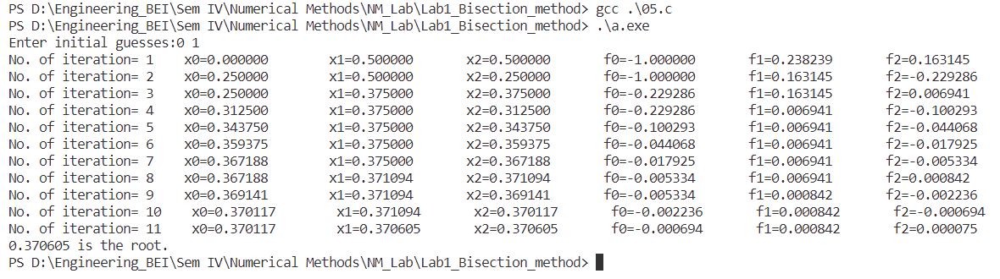 PS D:\Engineering_BEI\Sem IV\Numerical Methods\NM_Lab\Lab1_Bisection_method> gcc .\05.c
PS D:\Engineering_BEI\Sem IV\Numerical Methods\NM_Lab\Lab1_Bisection_method> .\a.exe
Enter initial guesses:0 1
No. of iteration= 1 x0=0.000000 x1=0.500000 x2=0.500000 f0=-1.000000 f1=0.238239 f2=0.163145
No. of iteration= 2 x0=0.250000 x1=0.500000 x2=0.250000 f0=-1.000000 f1=0.163145 f2=-0.229286
No. of iteration= 3 x0=0.250000 x1=0.375000 x2=0.375000 f0=-0.229286 f1=0.163145 f2=0.006941
No. of iteration= 4 x0=0.312500 x1=0.375000 x2=0.312500 f0=-0.229286 f1=0.006941 f2=-0.100293
No. of iteration= 5 x0=0.343750 x1=0.375000 x2=0.343750 f0=-0.100293 f1=0.006941 f2=-0.044068
No. of iteration= 6 x0=0.359375 x1=0.375000 x2=0.359375 f0=-0.044068 f1=0.006941 f2=-0.017925
No. of iteration= 7 x0=0.367188 x1=0.375000 x2=0.367188 f0=-0.017925 f1=0.006941 f2=-0.005334
No. of iteration= 8 x0=0.367188 x1=0.371094 x2=0.371094 f0=-0.005334 f1=0.006941 f2=0.000842
No. of iteration= 9 x0=0.369141 x1=0.371094 x2=0.369141 f0=-0.005334 f1=0.000842 f2=-0.002236
No. of iteration= 10 x0=0.370117 x1=0.371094 x2=0.370117 f0=-0.002236 f1=0.000842 f2=-0.000694
No. of iteration= 11 x0=0.370117 x1=0.370605 x2=0.370605 f0=-0.000694 f1=0.000842 f2=0.000075
0.370605 is the root.
PS D:\Engineering_BEI\Sem IV\Numerical Methods\NM_Lab\Lab1_Bisection_method>